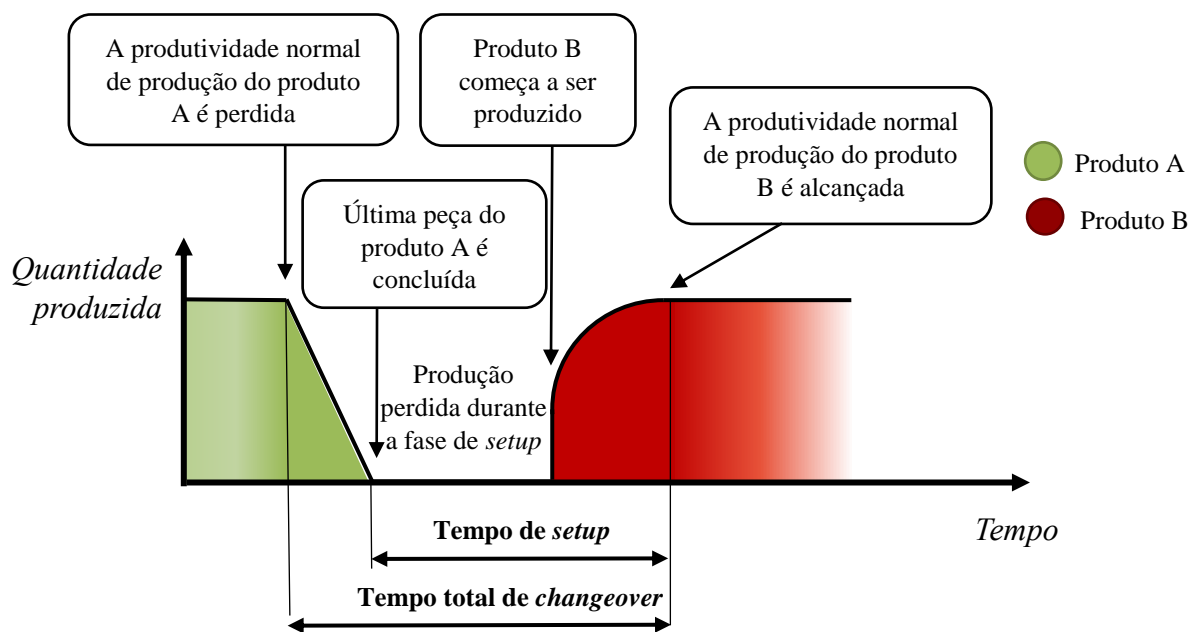 A produtividade normal
de produção do produto
A é perdida
Produto B
começa a ser
produzido
A produtividade normal
de produção do produto
B é alcançada
Produto A
Produto B
Última peça do
produto A é
concluída
Quantidade
produzida
Produção
perdida durante
a fase de setup
Tempo de setup
Tempo
Tempo total de changeover